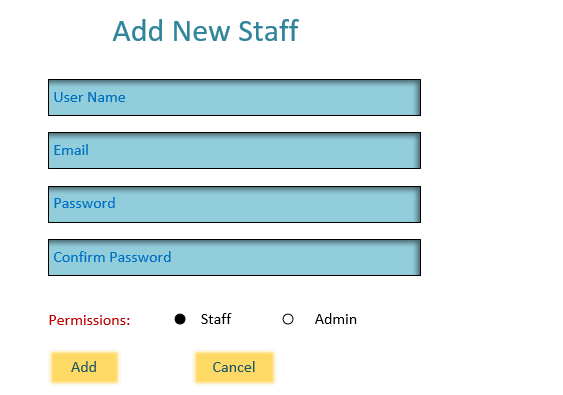 Add New Staff
User Name
Email
Password
Confirm Password
Permissions: Staff Admin
Add Cancel